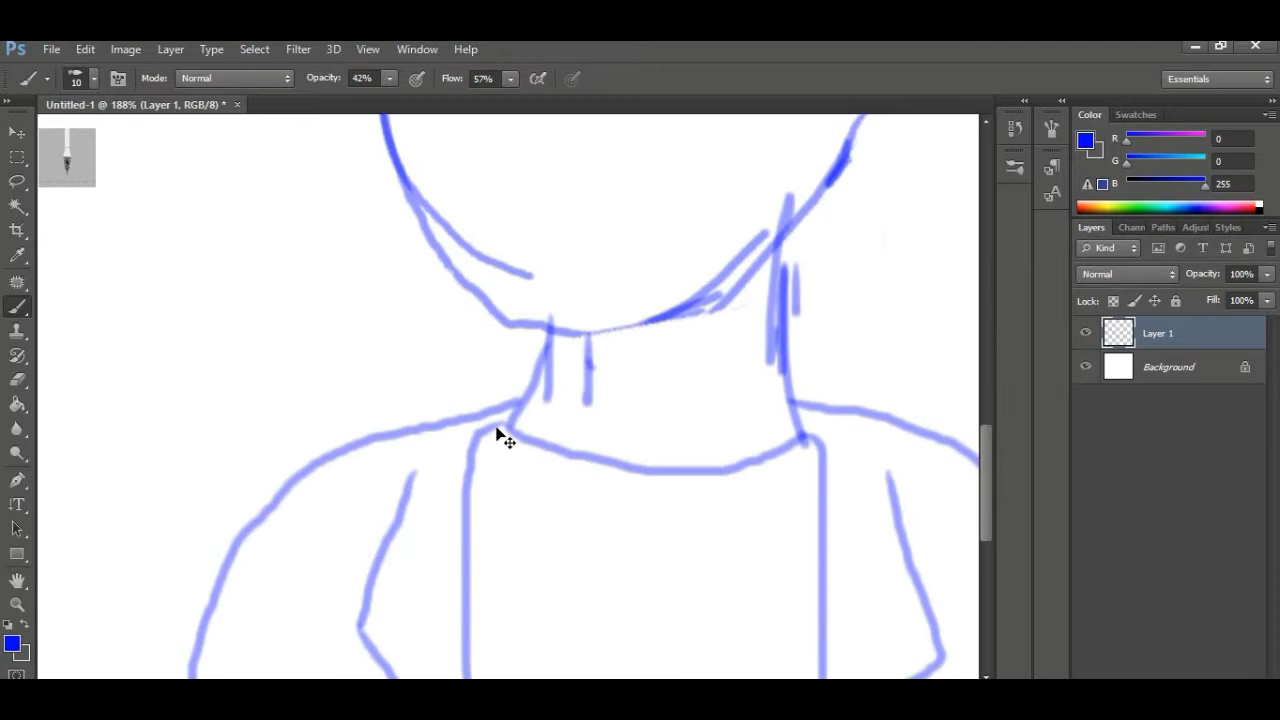 Ps File Edit Image Layer Type Select Filter 3D View Window Help
10 Mode: Normal Opacity: 42% Flow: 57% Essentials
Untitled-1 @ 188% (Layer 1, RGB/8) * ×
Color Swatches
R 0
G 0
B 255
Layers Chann Paths Adjus Styles
Kind
Normal Opacity: 100%
Lock: Fill: 100%
Layer 1
Background